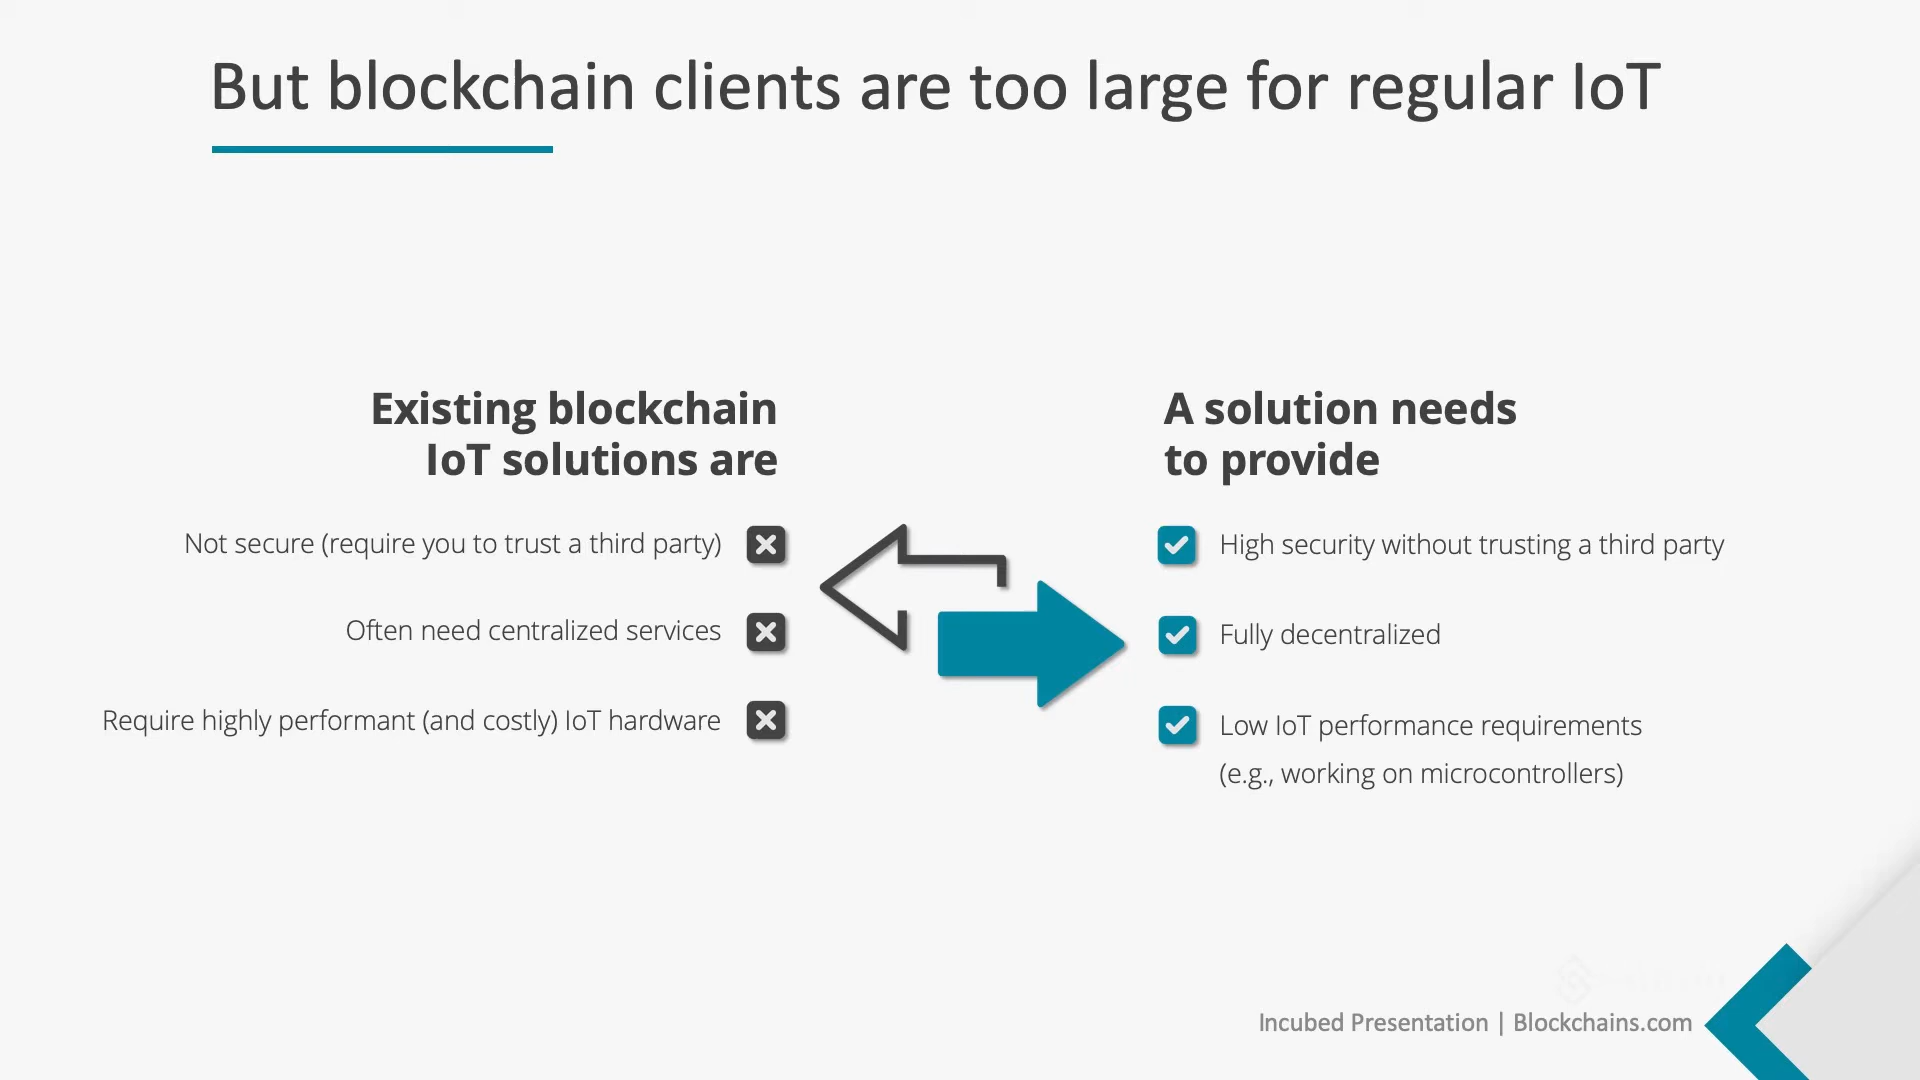 But blockchain clients are too large for regular IoT
Existing blockchain
IoT solutions are
Not secure (require you to trust a third party)
Often need centralized services
Require highly performant (and costly) IoT hardware
A solution needs
to provide
High security without trusting a third party
Fully decentralized
Low IoT performance requirements
(e.g., working on microcontrollers)
Incubed Presentation | Blockchains.com